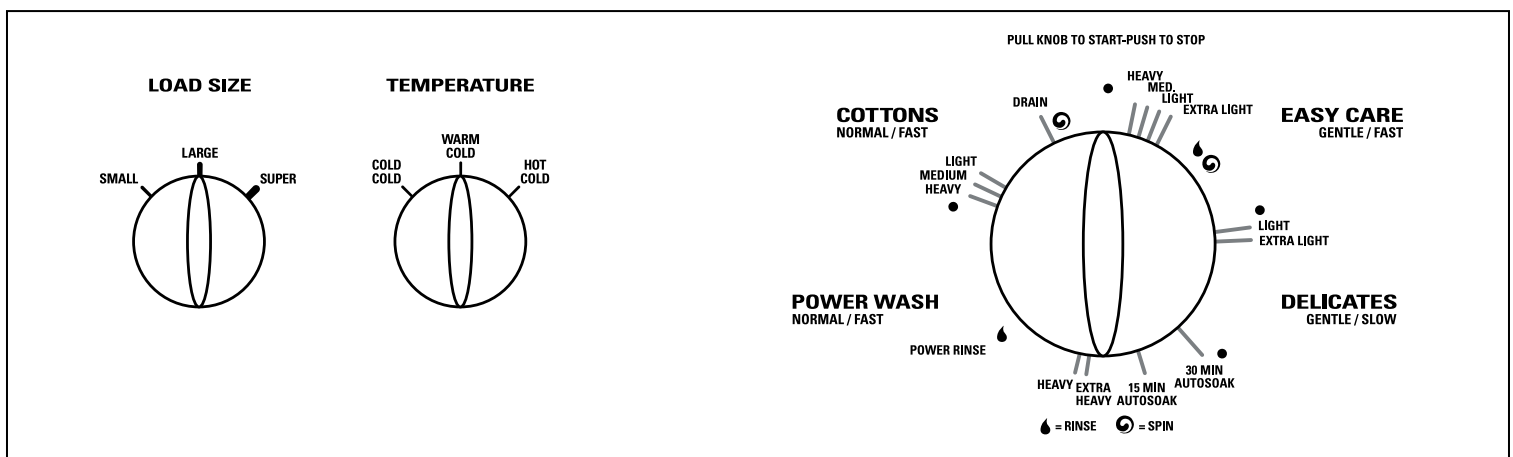 PULL KNOB TO START-PUSH TO STOP
LOAD SIZE
SMALL
LARGE
SUPER
TEMPERATURE
COLD
COLD
WARM
COLD
HOT
COLD
COTTONS
NORMAL / FAST
LIGHT
MEDIUM
HEAVY
DRAIN
HEAVY
MED.
LIGHT
EXTRA LIGHT
EASY CARE
GENTLE / FAST
LIGHT
EXTRA LIGHT
DELICATES
GENTLE / SLOW
30 MIN
AUTOSOAK
15 MIN
AUTOSOAK
EXTRA
HEAVY
HEAVY
POWER RINSE
POWER WASH
NORMAL / FAST
= RINSE
= SPIN